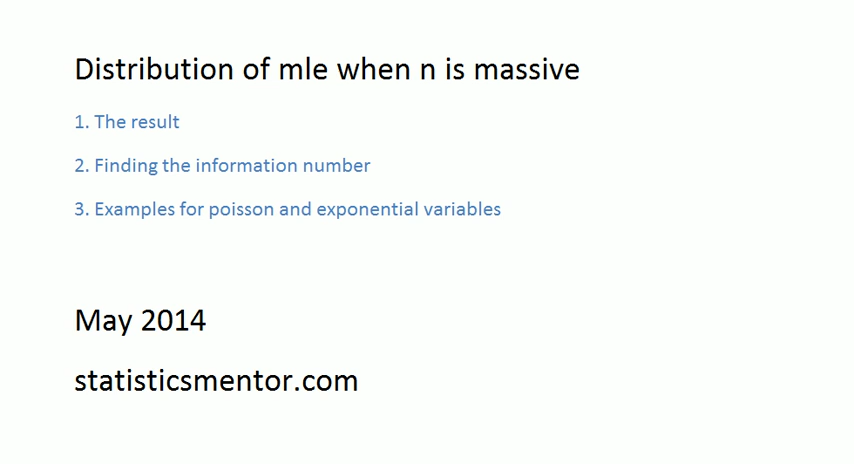 Distribution of mle when n is massive
1. The result
2. Finding the information number
3. Examples for poisson and exponential variables
May 2014
statisticsmentor.com